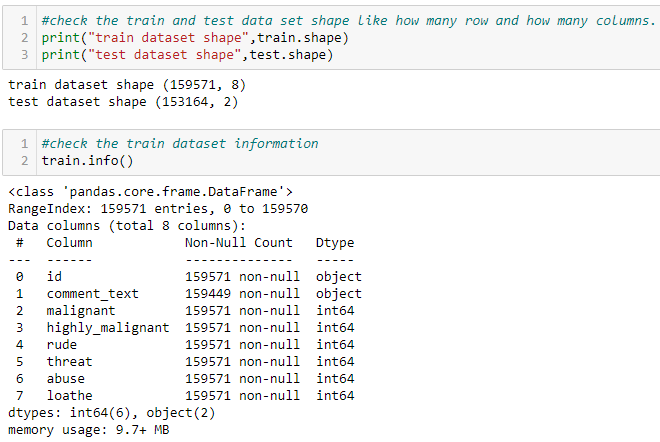 1 #check the train and test data set shape like how many row and how many columns.
2 print("train dataset shape",train.shape)
3 print("test dataset shape",test.shape)
train dataset shape (159571, 8)
test dataset shape (153164, 2)
1 #check the train dataset information
2 train.info()
<class 'pandas.core.frame.DataFrame'>
RangeIndex: 159571 entries, 0 to 159570
Data columns (total 8 columns):
 #   Column            Non-Null Count   Dtype
---  ------            --------------   -----
 0   id                159571 non-null  object
 1   comment_text      159449 non-null  object
 2   malignant         159571 non-null  int64
 3   highly_malignant  159571 non-null  int64
 4   rude              159571 non-null  int64
 5   threat            159571 non-null  int64
 6   abuse             159571 non-null  int64
 7   loathe            159571 non-null  int64
dtypes: int64(6), object(2)
memory usage: 9.7+ MB